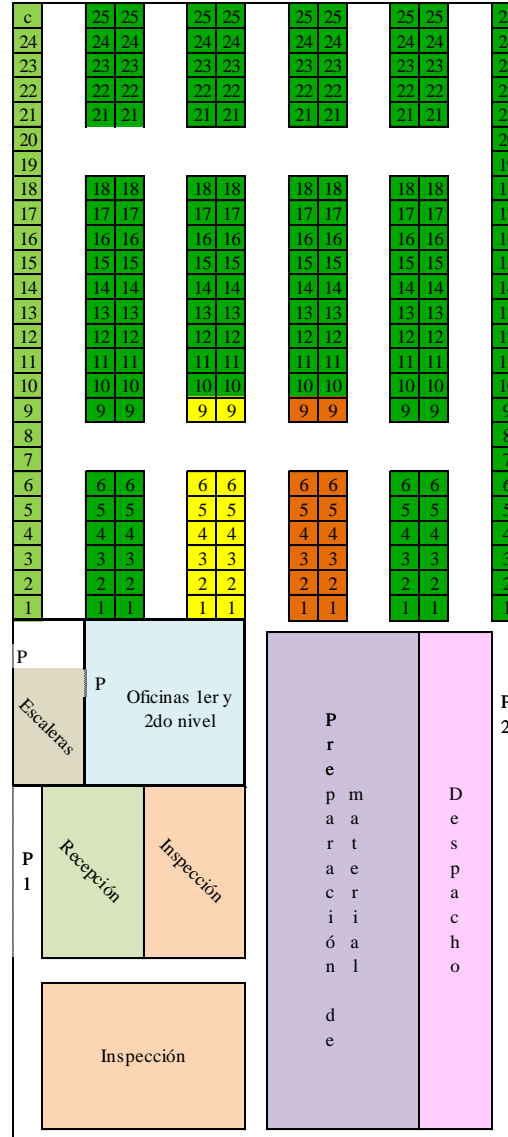 c 25 25 25 25 25 25 25 25
24 24 24 24 24 24 24 24 24
23 23 23 23 23 23 23 23 23
22 22 22 22 22 22 22 22 22
21 21 21 21 21 21 21 21 21
20
19
18 18 18 18 18 18 18 18 18
17 17 17 17 17 17 17 17 17
16 16 16 16 16 16 16 16 16
15 15 15 15 15 15 15 15 15
14 14 14 14 14 14 14 14 14
13 13 13 13 13 13 13 13 13
12 12 12 12 12 12 12 12 12
11 11 11 11 11 11 11 11 11
10 10 10 10 10 10 10 10 10
9 9 9 9 9 9 9 9 9
8
7
6 6 6 6 6 6 6 6 6
5 5 5 5 5 5 5 5 5
4 4 4 4 4 4 4 4 4
3 3 3 3 3 3 3 3 3
2 2 2 2 2 2 2 2 2
1 1 1 1 1 1 1 1 1
P
P
Escaleras
Oficinas 1er y
2do nivel
P1
Recepción
Inspección
Inspección
Preparación de
material
Despacho
P2